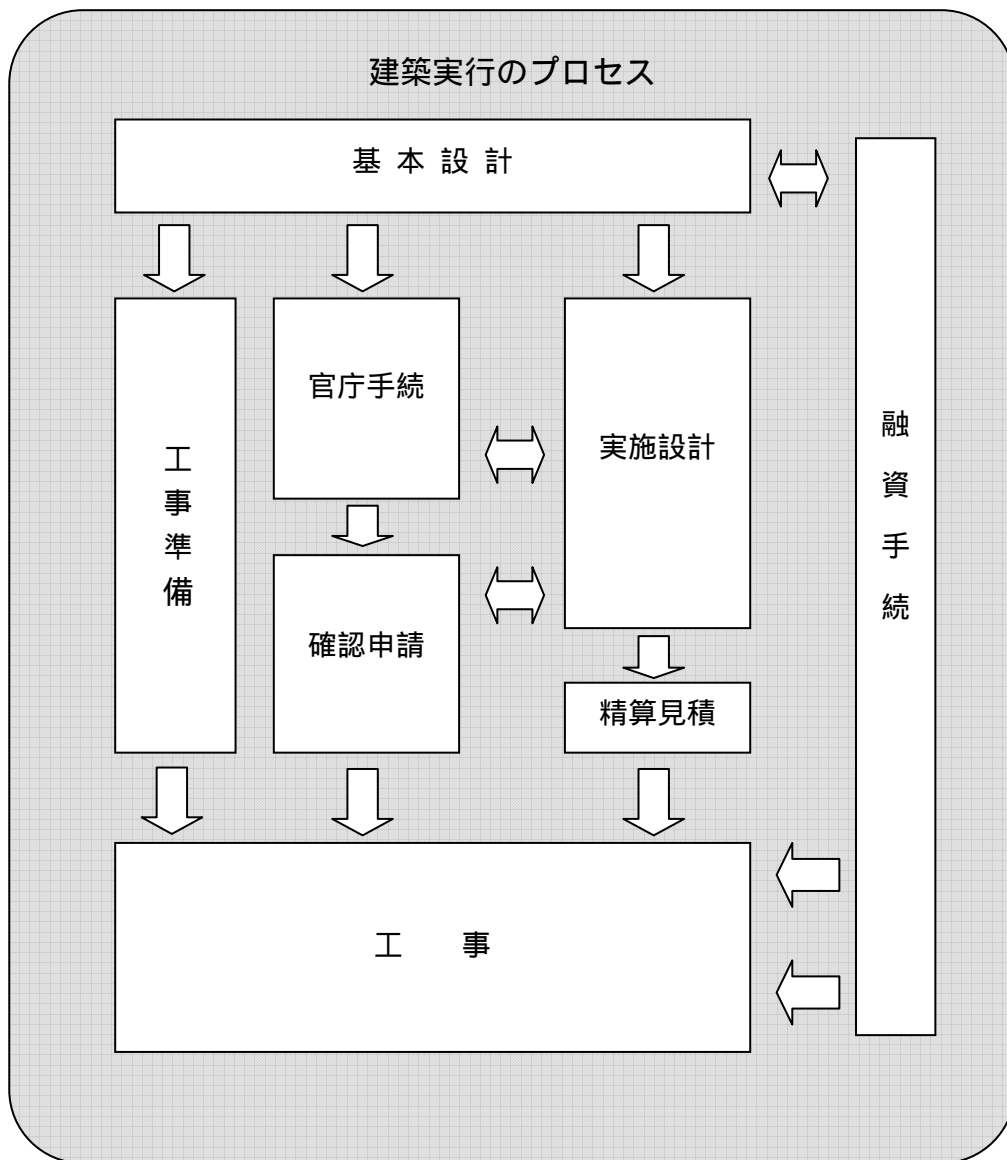 建築実行のプロセス
基 本 設 計
官庁手続
実施設計
融資手続
工事準備
確認申請
精算見積
工　　事